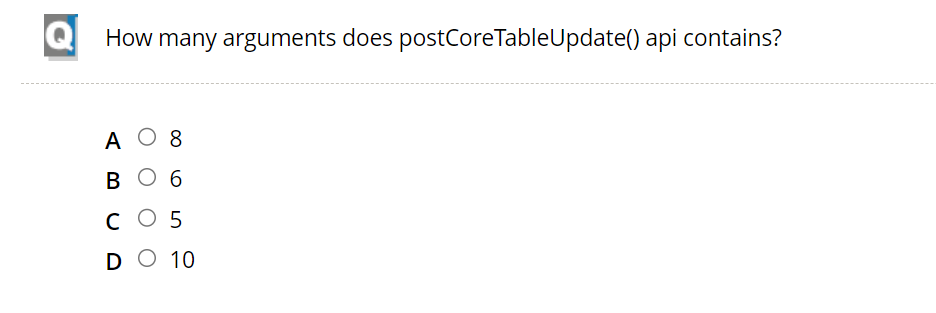 Q How many arguments does postCoreTableUpdate() api contains?
A 8
B 6
C 5
D 10